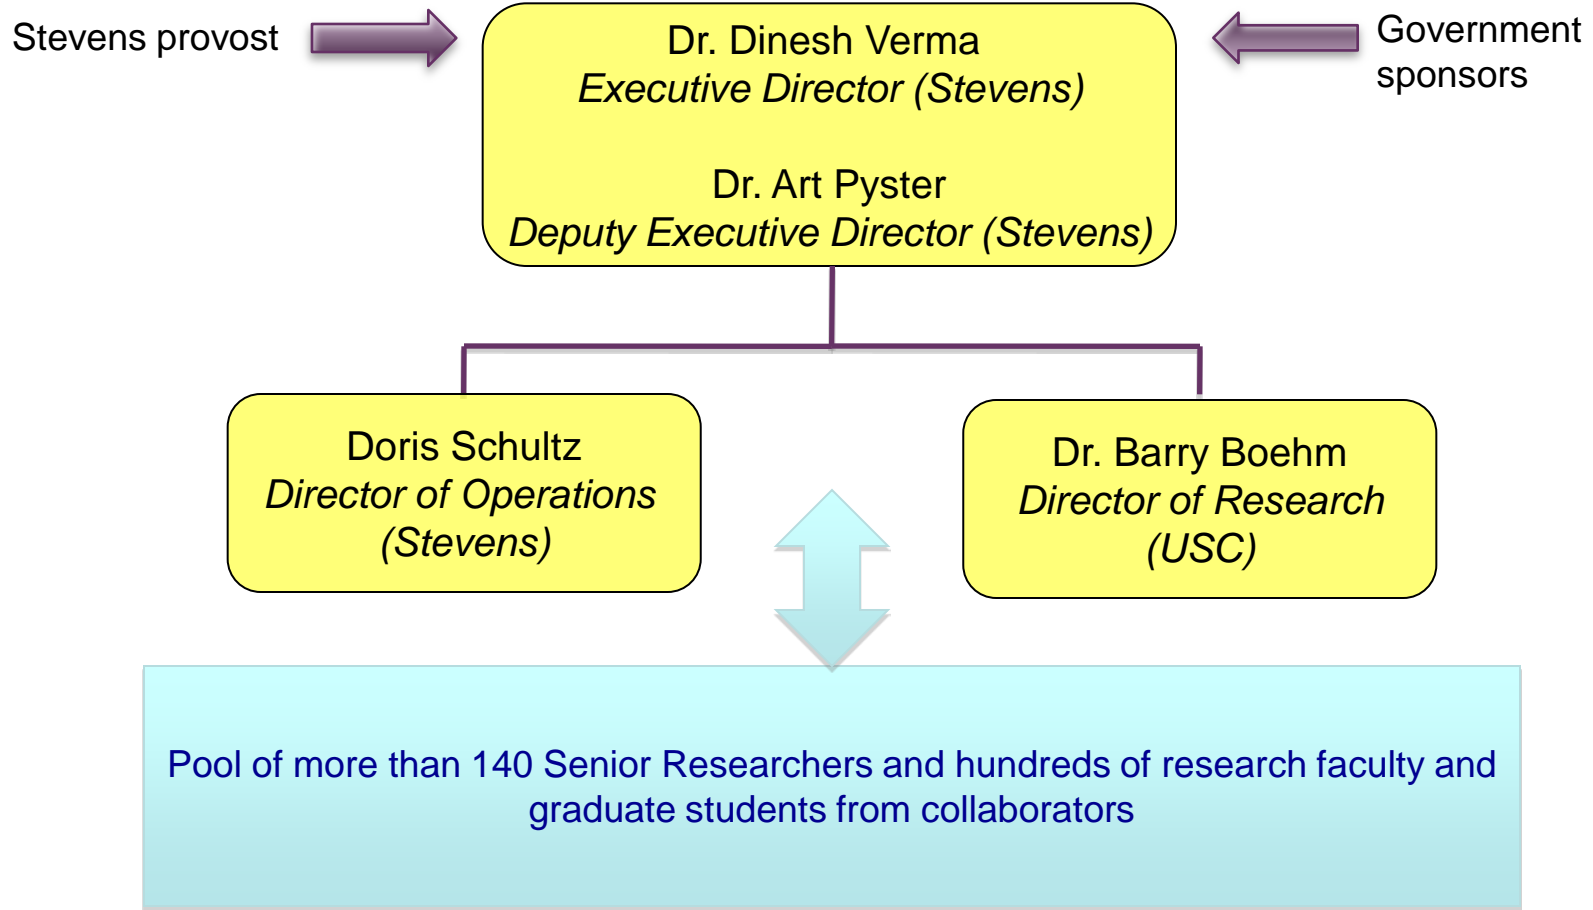 Stevens provost
Dr. Dinesh Verma
Executive Director (Stevens)
Dr. Art Pyster
Deputy Executive Director (Stevens)
Government
sponsors
Doris Schultz
Director of Operations
(Stevens)
Dr. Barry Boehm
Director of Research
(USC)
Pool of more than 140 Senior Researchers and hundreds of research faculty and
graduate students from collaborators